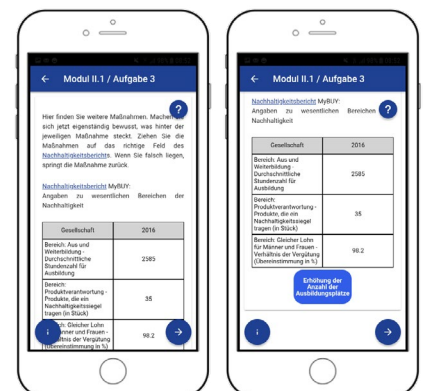 Modul II.1 / Aufgabe 3
?
Hier finden Sie weitere Maßnahmen. Machen Sie
sich jetzt eigenständig bewusst, was hinter der
jeweiligen Maßnahme steckt. Ziehen Sie die
Maßnahmen auf das richtige Feld des
Nachhaltigkeitsberichts. Wenn Sie falsch liegen,
springt die Maßnahme zurück.
Nachhaltigkeitsbericht MyBUY:
Angaben zu wesentlichen Bereichen der
Nachhaltigkeit
Gesellschaft 2016
Bereich: Aus und
Weiterbildung -
Durchschnittliche
Stundenzahl für
Ausbildung
2585
Bereich:
Produktverantwortung -
Produkte, die ein
Nachhaltigkeitssiegel
tragen (in Stück)
35
ch: Gleicher Lohn
änner und Frauen -
ltnis der Vergütung
(Übereinstimmung in %)
98.2
i
Modul II.1 / Aufgabe 3
?
Nachhaltigkeitsbericht MyBUY:
Angaben zu wesentlichen Bereichen
Nachhaltigkeit
Gesellschaft 2016
Bereich: Aus und
Weiterbildung -
Durchschnittliche
Stundenzahl für
Ausbildung
2585
Bereich:
Produktverantwortung -
Produkte, die ein
Nachhaltigkeitssiegel
tragen (in Stück)
35
Bereich: Gleicher Lohn
für Männer und Frauen -
Verhältnis der Vergütung
(Übereinstimmung in %)
98.2
Erhöhung der
Anzahl der
Ausbildungsplätze
i